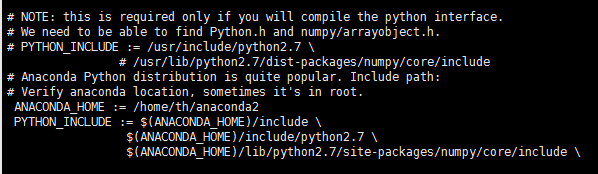 # NOTE: this is required only if you will compile the python interface.
# We need to be able to find Python.h and numpy/arrayobject.h.
# PYTHON_INCLUDE := /usr/include/python2.7 \
                # /usr/lib/python2.7/dist-packages/numpy/core/include
# Anaconda Python distribution is quite popular. Include path:
# Verify anaconda location, sometimes it's in root.
 ANACONDA_HOME := /home/th/anaconda2
 PYTHON_INCLUDE := $(ANACONDA_HOME)/include \
                 $(ANACONDA_HOME)/include/python2.7 \
                 $(ANACONDA_HOME)/lib/python2.7/site-packages/numpy/core/include \